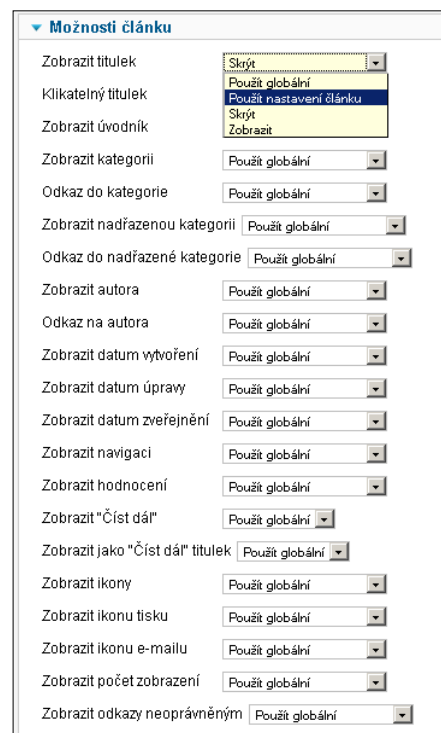 Možnosti článku
Zobrazit titulek Skrýt
Použít globální
Klikatelný titulek Použít nastavení článku
Skrýt
Zobrazit úvodník Zobrazit
Zobrazit kategorii Použít globální
Odkaz do kategorie Použít globální
Zobrazit nadřazenou kategorii Použít globální
Odkaz do nadřazené kategorie Použít globální
Zobrazit autora Použít globální
Odkaz na autora Použít globální
Zobrazit datum vytvoření Použít globální
Zobrazit datum úpravy Použít globální
Zobrazit datum zveřejnění Použít globální
Zobrazit navigaci Použít globální
Zobrazit hodnocení Použít globální
Zobrazit "Číst dál" Použít globální
Zobrazit jako "Číst dál" titulek Použít globální
Zobrazit ikony Použít globální
Zobrazit ikonu tisku Použít globální
Zobrazit ikonu e-mailu Použít globální
Zobrazit počet zobrazení Použít globální
Zobrazit odkazy neoprávněným Použít globální